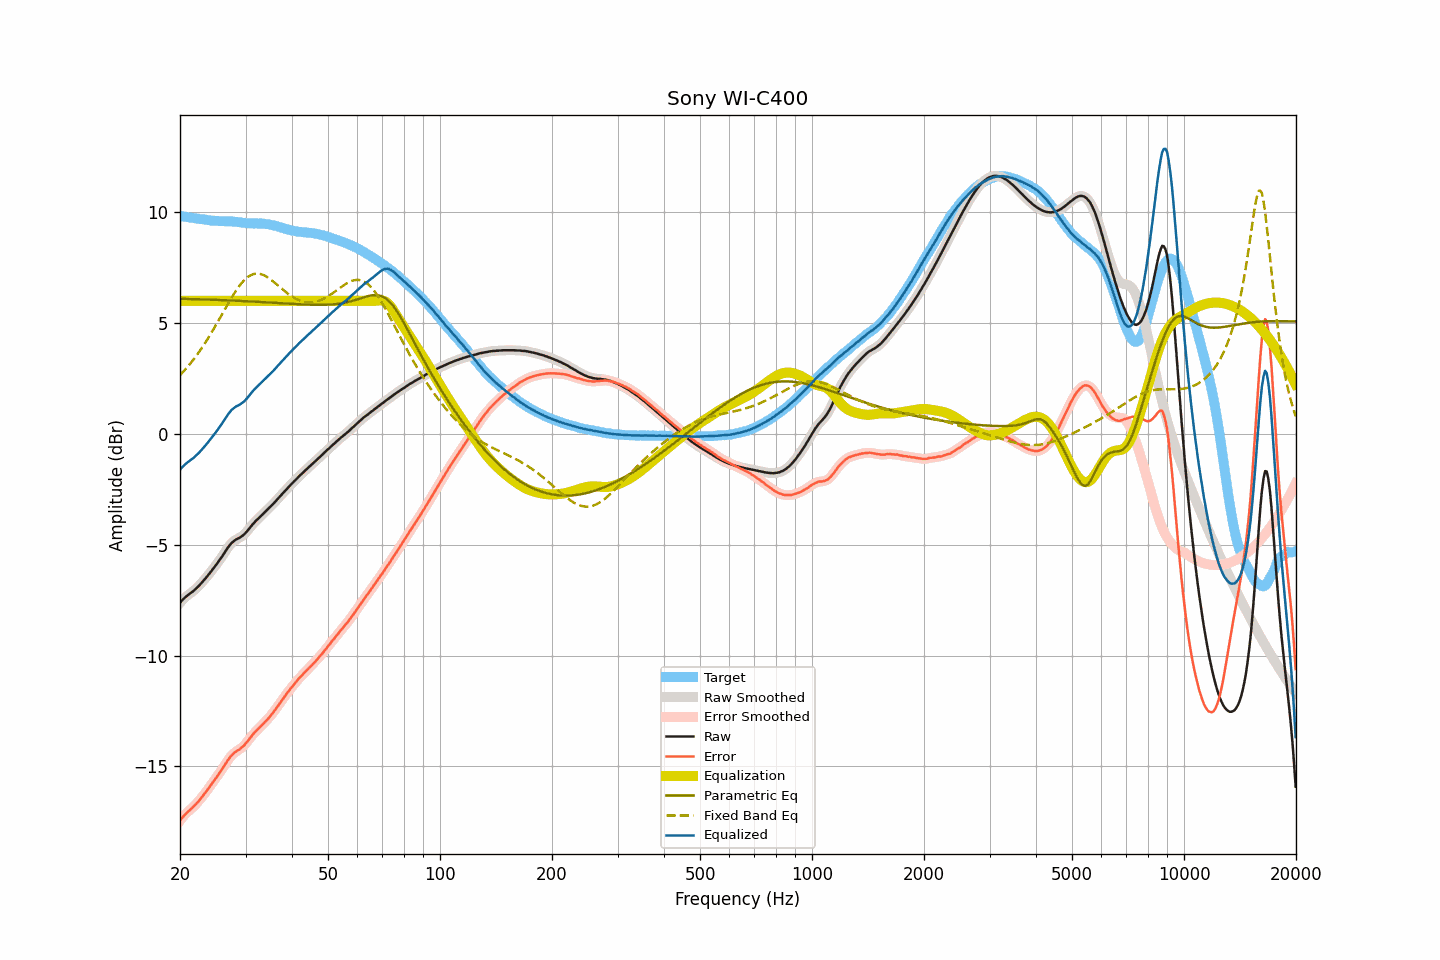 Sony WI-C400
Amplitude (dBr)
10
5
0
−5
−10
−15
Target
Raw Smoothed
Error Smoothed
Raw
Error
Equalization
Parametric Eq
Fixed Band Eq
Equalized
20 50 100 200 500 1000 2000 5000 10000 20000
Frequency (Hz)